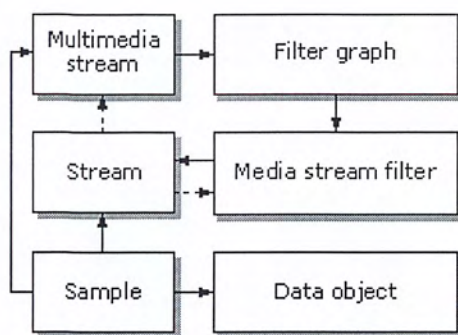 Multimedia
stream
Filter graph
Stream
Media stream filter
Sample
Data object